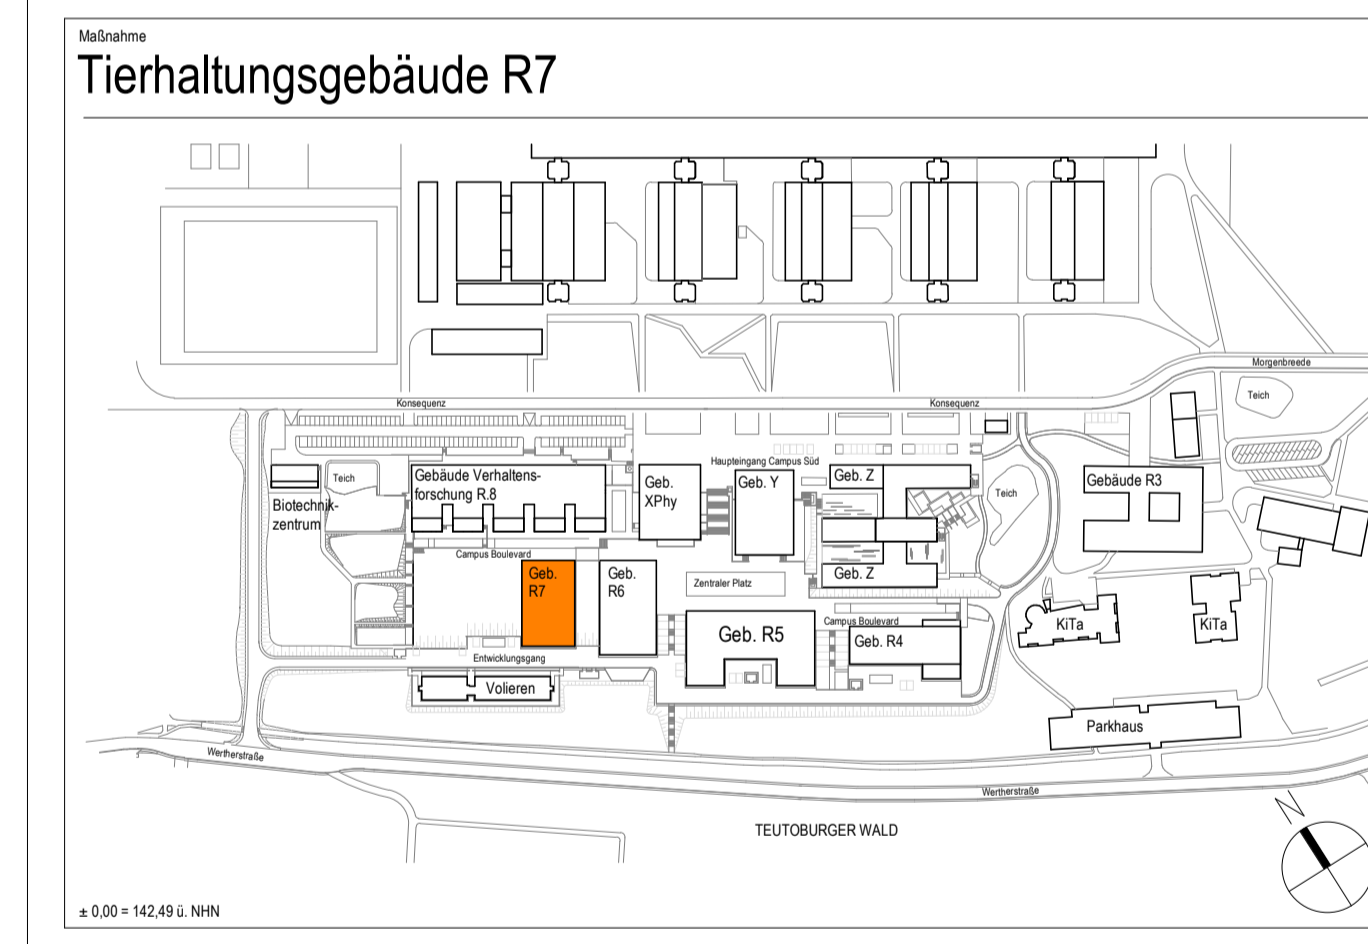 Maßnahme
Tierhaltungsgebäude R7
Morgenbreede
Teich
Konsequenz
Konsequenz
Haupteingang Campus Süd
Gebäude Verhaltens-
forschung R.8
Teich
Biotechnik-
zentrum
Geb.
XPhy
Geb. Y
Geb. Z
Teich
Gebäude R3
Campus Boulevard
Geb.
R7
Geb.
R6
Zentraler Platz
Geb. Z
Campus Boulevard
Geb. R5
Geb. R4
KiTa
KiTa
Entwicklungsgang
Volieren
Parkhaus
Wertherstraße
Wertherstraße
TEUTOBURGER WALD
N
± 0,00 = 142,49 ü. NHN